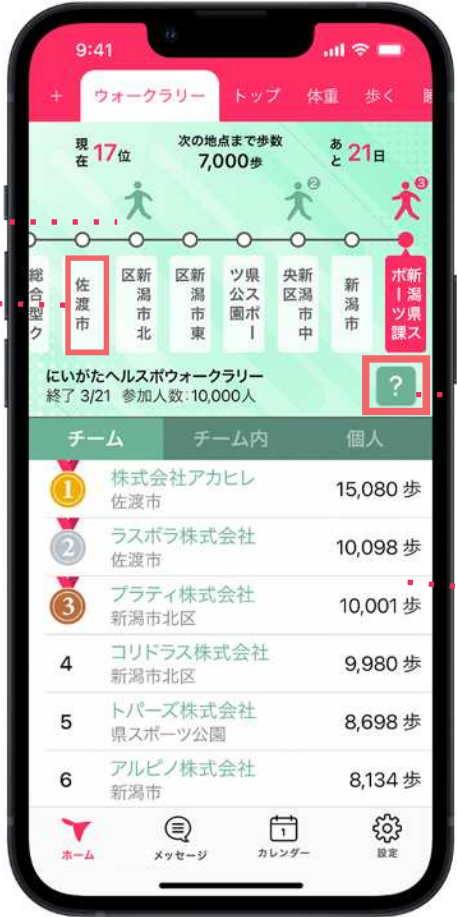 9:41
+ ウォークラリー トップ 体重 歩く
現在 17位 次の地点まで歩数 あと 21日
7,000歩
2 3
総合型ク
佐渡市
新潟市北区
新潟市東区
県スポーツ公園
新潟市中央区
新潟市
新潟県スポーツ課
にいがたヘルスポウォークラリー
終了 3/21 参加人数:10,000人
?
チーム チーム内 個人
1 株式会社アカヒレ 15,080 歩
佐渡市
2 ラスボラ株式会社 10,098 歩
佐渡市
3 プラティ株式会社 10,001 歩
新潟市北区
4 コリドラス株式会社 9,980 歩
新潟市北区
5 トパーズ株式会社 8,698 歩
県スポーツ公園
6 アルビノ株式会社 8,134 歩
新潟市
1
ホーム メッセージ カレンダー 設定